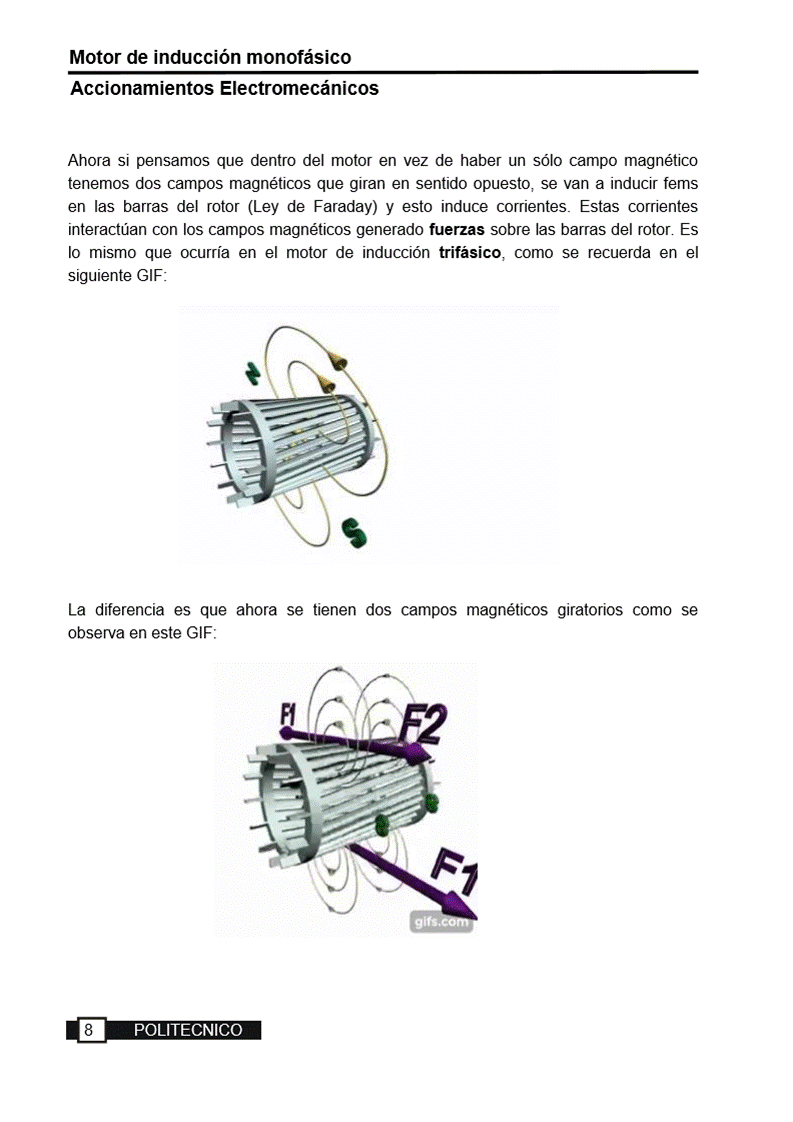 Motor de inducción monofásico
Accionamientos Electromecánicos
Ahora si pensamos que dentro del motor en vez de haber un sólo campo magnético
tenemos dos campos magnéticos que giran en sentido opuesto, se van a inducir fems
en las barras del rotor (Ley de Faraday) y esto induce corrientes. Estas corrientes
interactúan con los campos magnéticos generado fuerzas sobre las barras del rotor. Es
lo mismo que ocurría en el motor de inducción trifásico, como se recuerda en el
siguiente GIF:
N
S
La diferencia es que ahora se tienen dos campos magnéticos giratorios como se
observa en este GIF:
F1
F2
F1
gifs.com
8 POLITECNICO